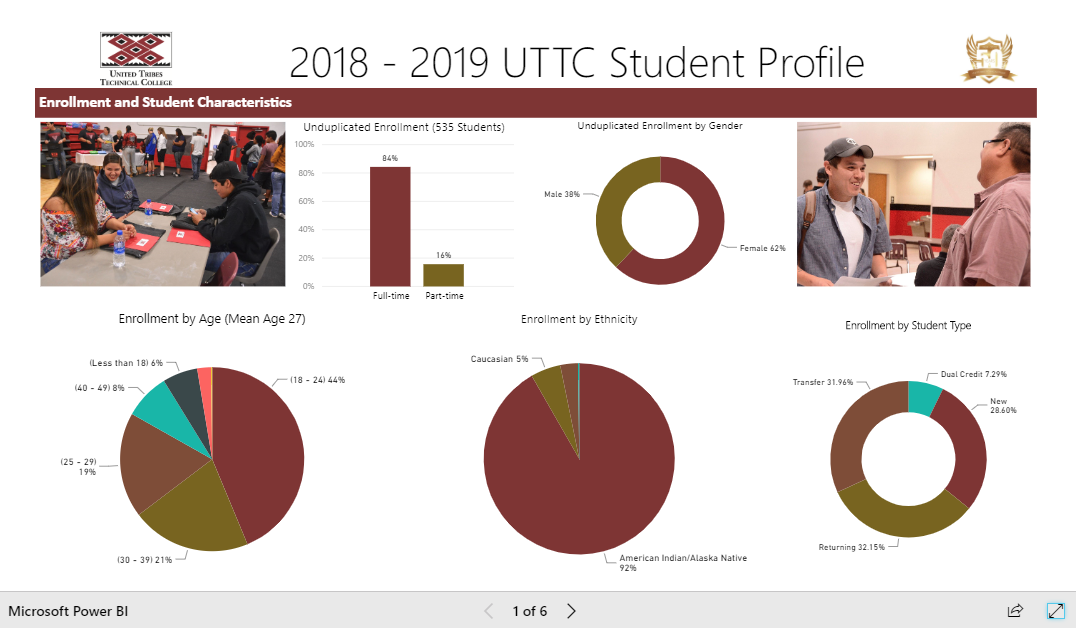 UNITED TRIBES
TECHNICAL COLLEGE
2018 - 2019 UTTC Student Profile
50
Enrollment and Student Characteristics
Unduplicated Enrollment (535 Students)
100%
80%
60%
40%
20%
0%
84%
16%
Full-time
Part-time
Unduplicated Enrollment by Gender
Male 38%
Female 62%
Enrollment by Age (Mean Age 27)
(Less than 18) 6%
(40 - 49) 8%
(18 - 24) 44%
(25 - 29)
19%
(30 - 39) 21%
Enrollment by Ethnicity
Caucasian 5%
American Indian/Alaska Native
92%
Enrollment by Student Type
Transfer 31.96%
Dual Credit 7.29%
New
28.60%
Returning 32.15%
Microsoft Power BI
1 of 6